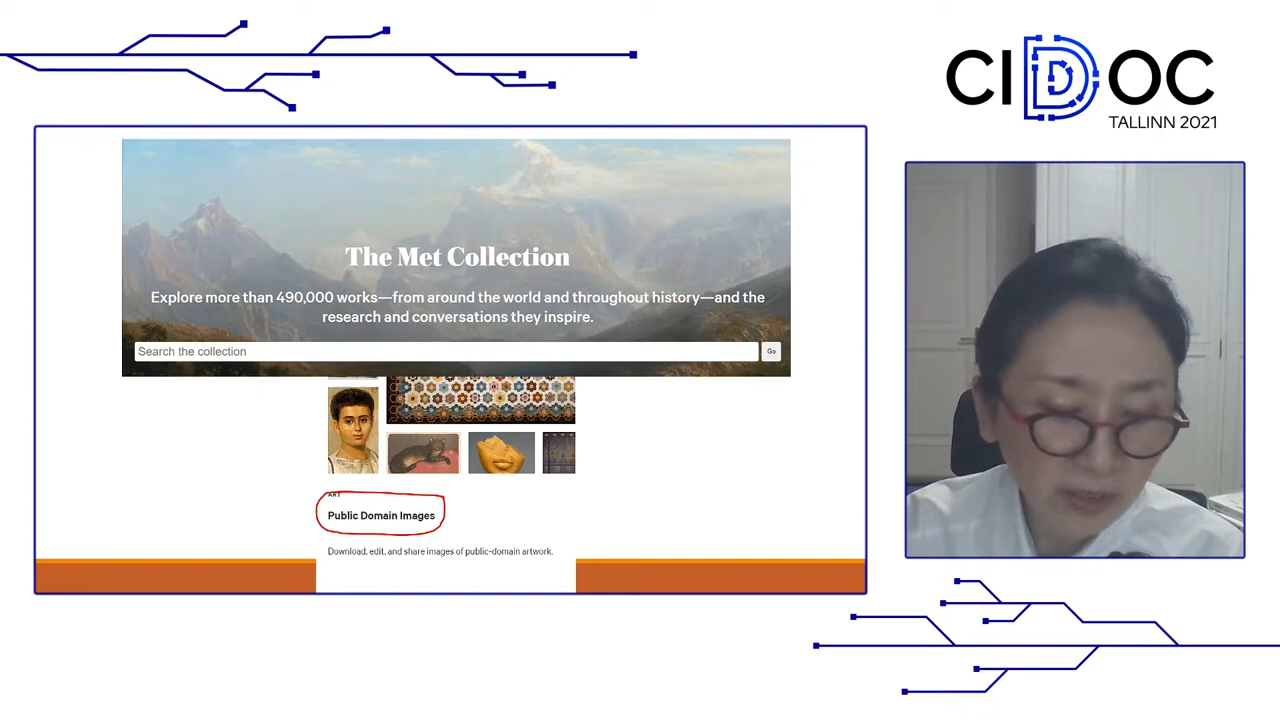 CIDOC
TALLINN 2021
The Met Collection
Explore more than 490,000 works—from around the world and throughout history—and the
research and conversations they inspire.
Search the collection
Go
ART
Public Domain Images
Download, edit, and share images of public-domain artwork.